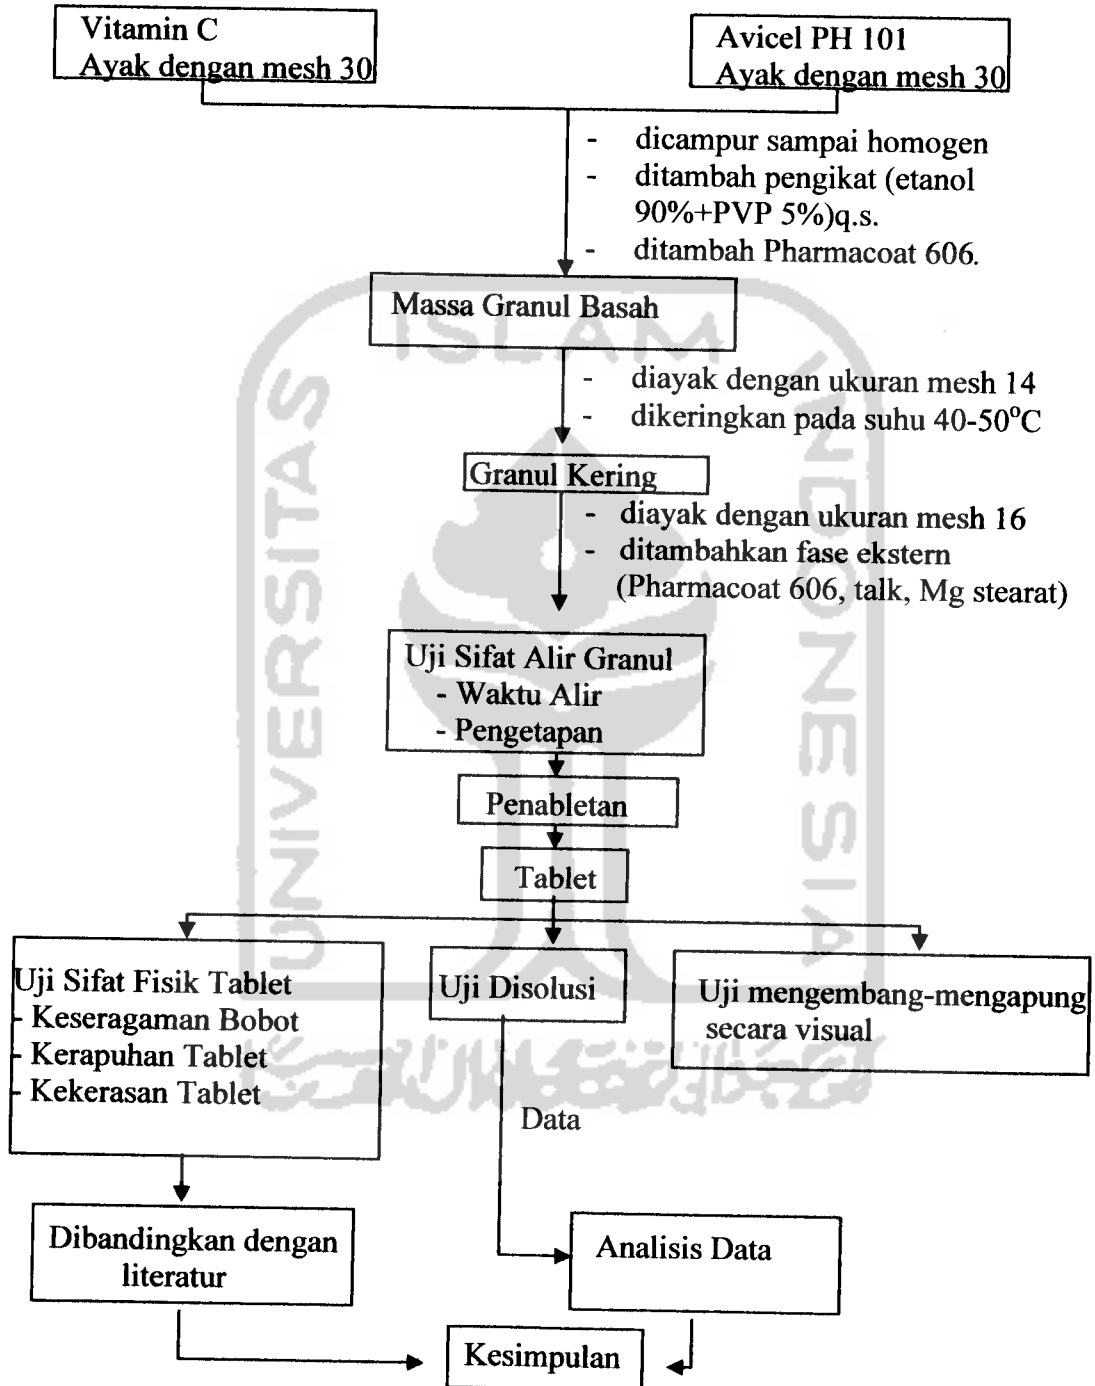 Vitamin C
Ayak dengan mesh 30
Avicel PH 101
Ayak dengan mesh 30
- dicampur sampai homogen
- ditambah pengikat (etanol
90%+PVP 5%)q.s.
- ditambah Pharmacoat 606.
Massa Granul Basah
- diayak dengan ukuran mesh 14
- dikeringkan pada suhu 40-50°C
Granul Kering
- diayak dengan ukuran mesh 16
- ditambahkan fase ekstern
(Pharmacoat 606, talk, Mg stearat)
Uji Sifat Alir Granul
- Waktu Alir
- Pengetapan
Penabletan
Tablet
Uji Sifat Fisik Tablet
- Keseragaman Bobot
- Kerapuhan Tablet
- Kekerasan Tablet
Uji Disolusi
Uji mengembang-mengapung
secara visual
Data
Dibandingkan dengan
literatur
Analisis Data
Kesimpulan
ISLAM
UNIVERSITAS
INDONESIA